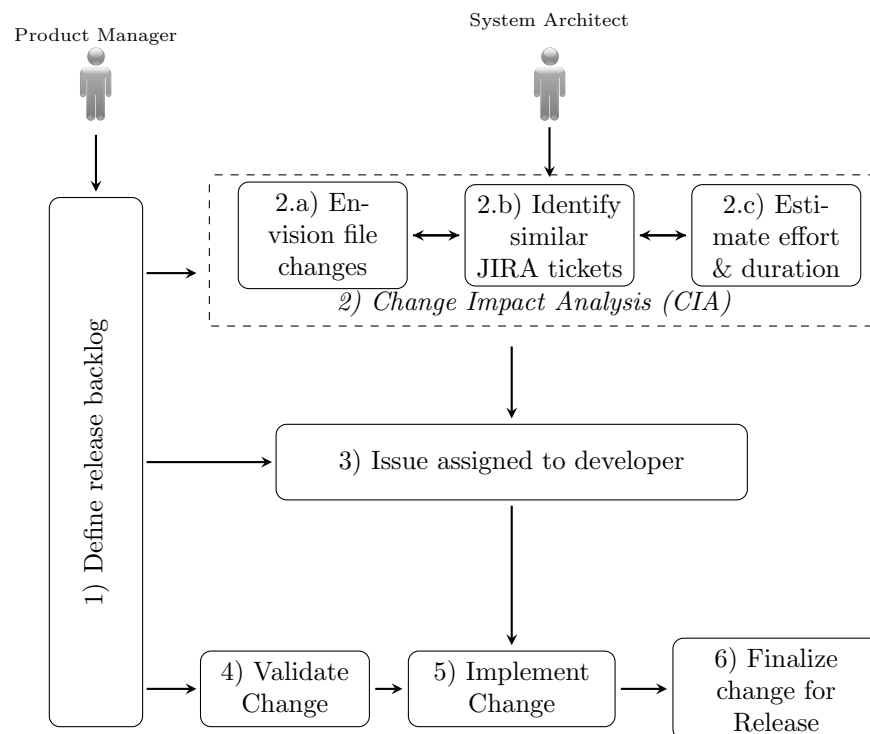 Product Manager
System Architect
1) Define release backlog
2.a) En-
vision file
changes
2.b) Identify
similar
JIRA tickets
2.c) Esti-
mate effort
& duration
2) Change Impact Analysis (CIA)
3) Issue assigned to developer
4) Validate
Change
5) Implement
Change
6) Finalize
change for
Release